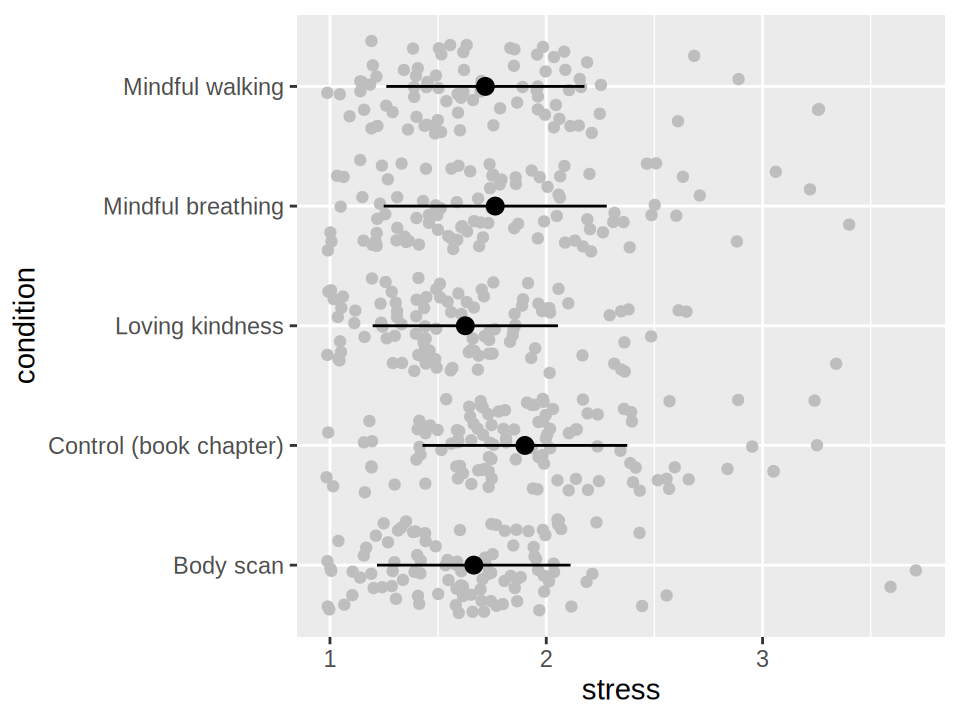 Mindful walking
Mindful breathing
Loving kindness
Control (book chapter)
Body scan
condition
1 2 3
stress